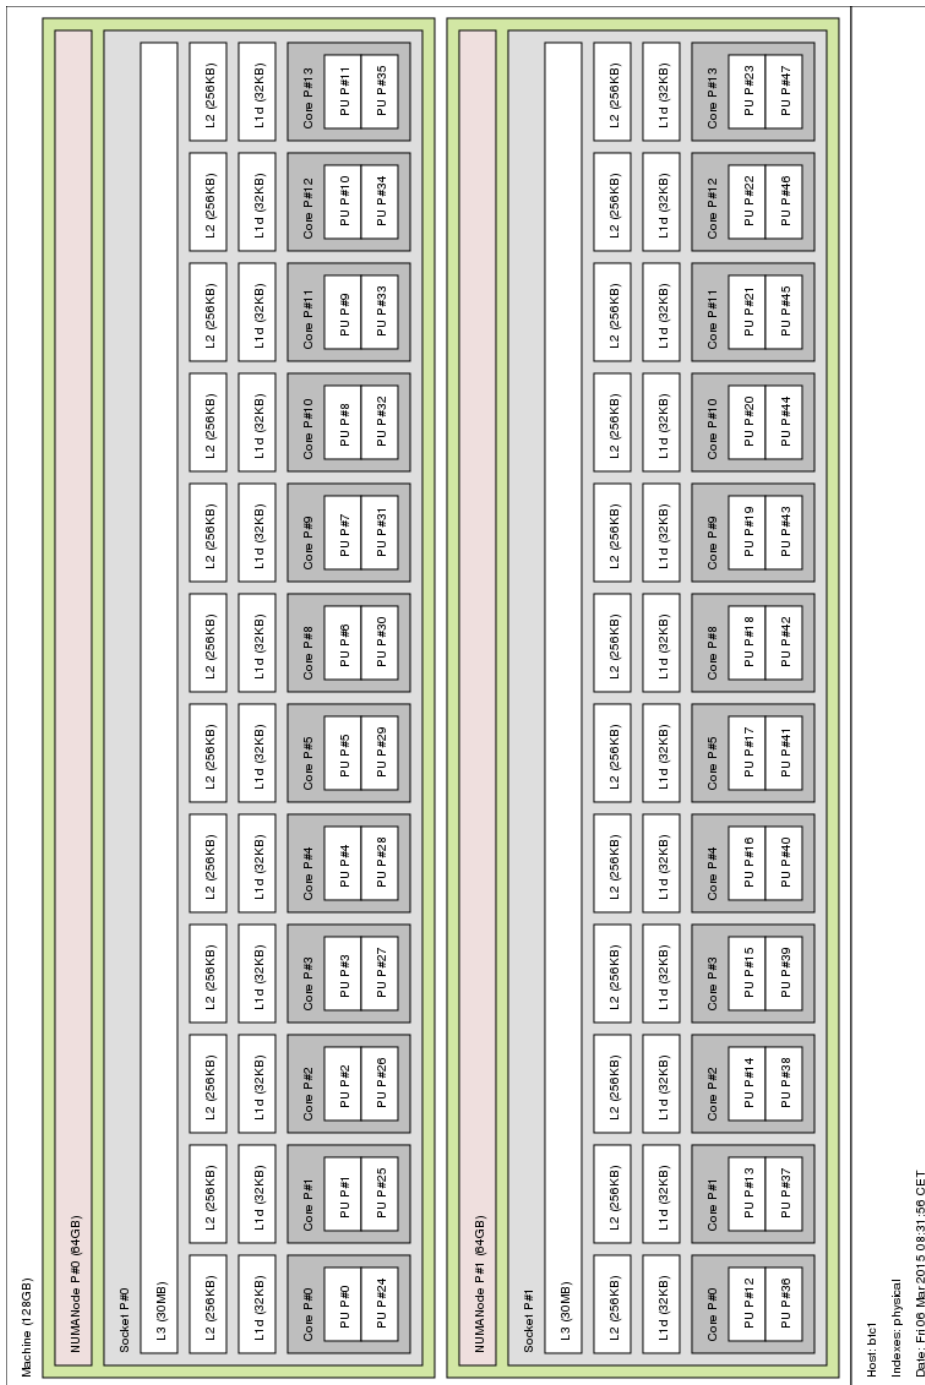 Machine (128GB)
NUMANode P#0 (64GB)
Socket P#0
L3 (30MB)
L2 (256KB) L2 (256KB) L2 (256KB) L2 (256KB) L2 (256KB) L2 (256KB) L2 (256KB) L2 (256KB) L2 (256KB) L2 (256KB) L2 (256KB) L2 (256KB)
L1d (32KB) L1d (32KB) L1d (32KB) L1d (32KB) L1d (32KB) L1d (32KB) L1d (32KB) L1d (32KB) L1d (32KB) L1d (32KB) L1d (32KB) L1d (32KB)
Core P#0 Core P#1 Core P#2 Core P#3 Core P#4 Core P#5 Core P#8 Core P#9 Core P#10 Core P#11 Core P#12 Core P#13
PU P#0 PU P#1 PU P#2 PU P#3 PU P#4 PU P#5 PU P#6 PU P#7 PU P#8 PU P#9 PU P#10 PU P#11
PU P#24 PU P#25 PU P#26 PU P#27 PU P#28 PU P#29 PU P#30 PU P#31 PU P#32 PU P#33 PU P#34 PU P#35
NUMANode P#1 (64GB)
Socket P#1
L3 (30MB)
L2 (256KB) L2 (256KB) L2 (256KB) L2 (256KB) L2 (256KB) L2 (256KB) L2 (256KB) L2 (256KB) L2 (256KB) L2 (256KB) L2 (256KB) L2 (256KB)
L1d (32KB) L1d (32KB) L1d (32KB) L1d (32KB) L1d (32KB) L1d (32KB) L1d (32KB) L1d (32KB) L1d (32KB) L1d (32KB) L1d (32KB) L1d (32KB)
Core P#0 Core P#1 Core P#2 Core P#3 Core P#4 Core P#5 Core P#8 Core P#9 Core P#10 Core P#11 Core P#12 Core P#13
PU P#12 PU P#13 PU P#14 PU P#15 PU P#16 PU P#17 PU P#18 PU P#19 PU P#20 PU P#21 PU P#22 PU P#23
PU P#36 PU P#37 PU P#38 PU P#39 PU P#40 PU P#41 PU P#42 PU P#43 PU P#44 PU P#45 PU P#46 PU P#47
Host:
Indexes: physical
Date: Fri 06 Mar 2015 08:31:56 CET